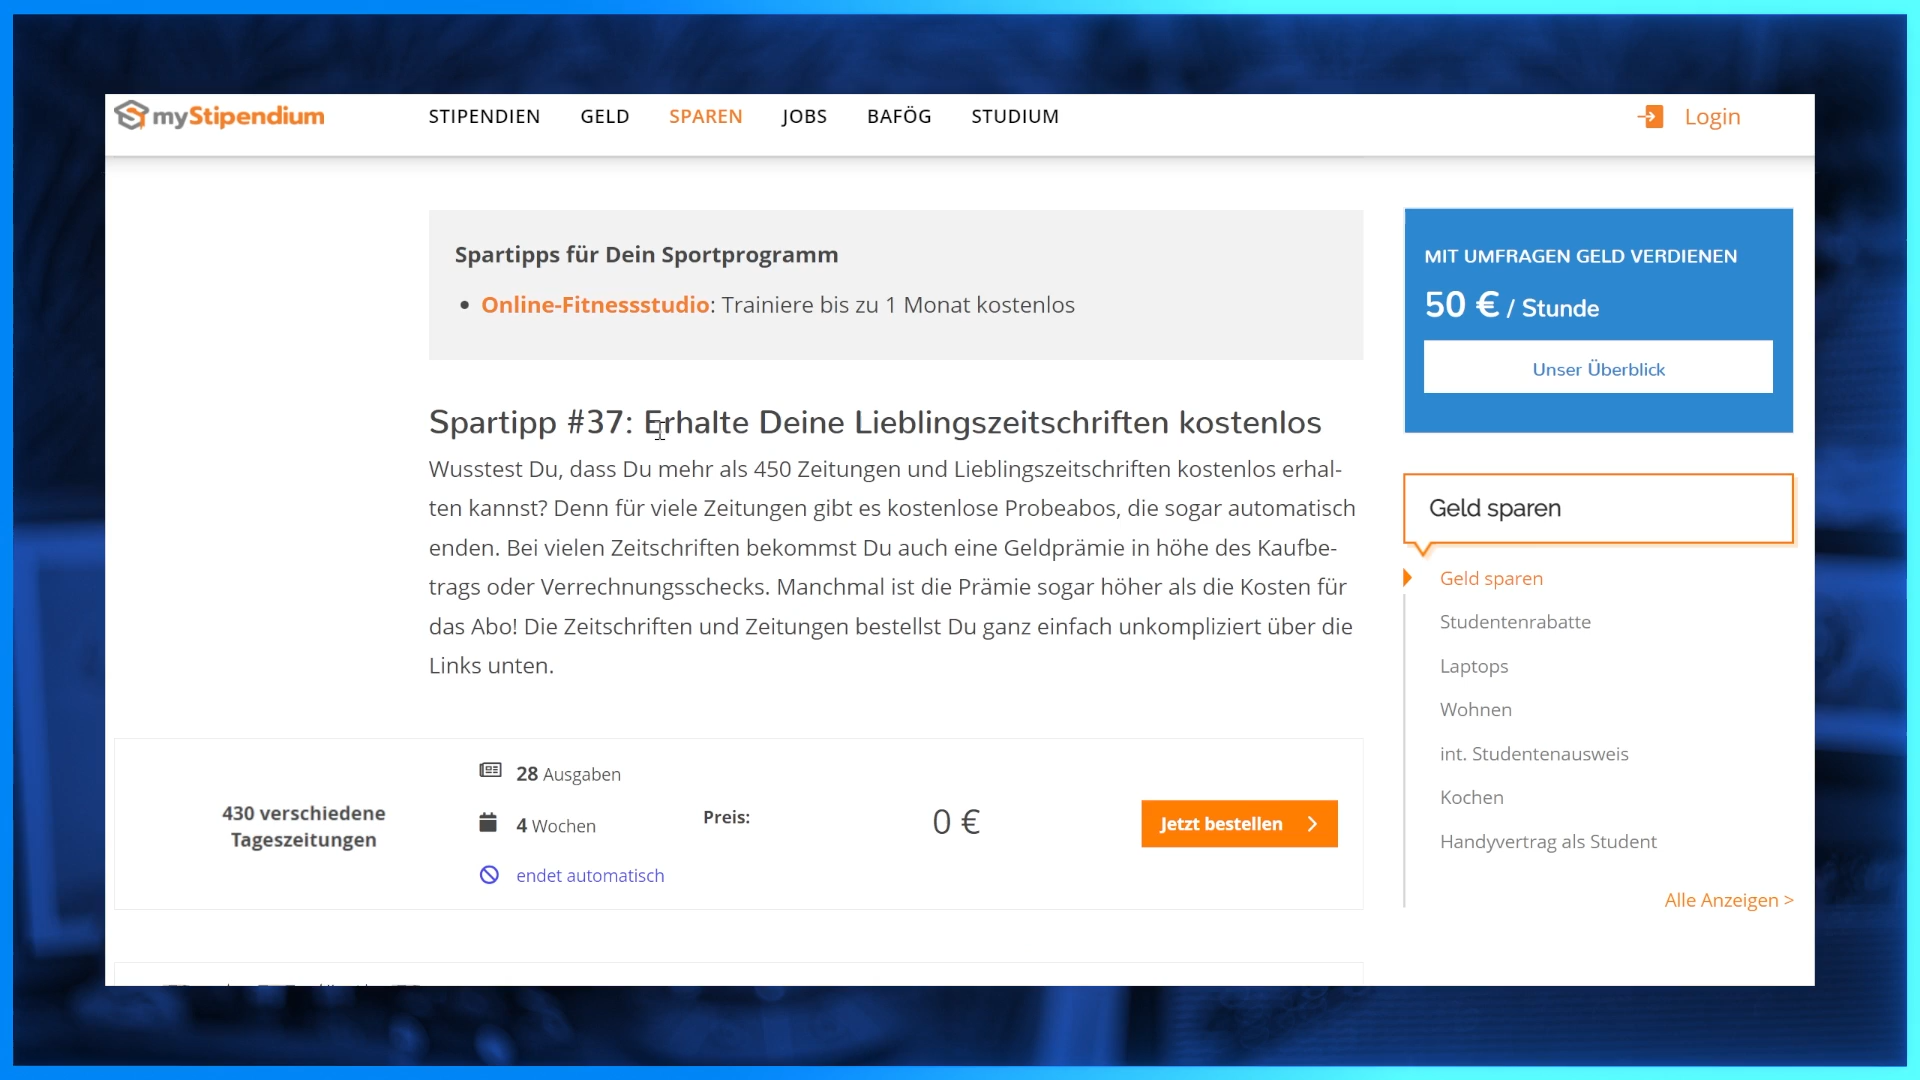 myStipendium
STIPENDIEN GELD SPAREN JOBS BAFÖG STUDIUM
Login
Spartipps für Dein Sportprogramm
• Online-Fitnessstudio: Trainiere bis zu 1 Monat kostenlos
Spartipp #37: Erhalte Deine Lieblingszeitschriften kostenlos
Wusstest Du, dass Du mehr als 450 Zeitungen und Lieblingszeitschriften kostenlos erhal-
ten kannst? Denn für viele Zeitungen gibt es kostenlose Probeabos, die sogar automatisch
enden. Bei vielen Zeitschriften bekommst Du auch eine Geldprämie in höhe des Kaufbe-
trags oder Verrechnungsschecks. Manchmal ist die Prämie sogar höher als die Kosten für
das Abo! Die Zeitschriften und Zeitungen bestellst Du ganz einfach unkompliziert über die
Links unten.
430 verschiedene
Tageszeitungen
28 Ausgaben
4 Wochen
endet automatisch
Preis:
0 €
Jetzt bestellen
MIT UMFRAGEN GELD VERDIENEN
50 € / Stunde
Unser Überblick
Geld sparen
Geld sparen
Studentenrabatte
Laptops
Wohnen
int. Studentenausweis
Kochen
Handyvertrag als Student
Alle Anzeigen >